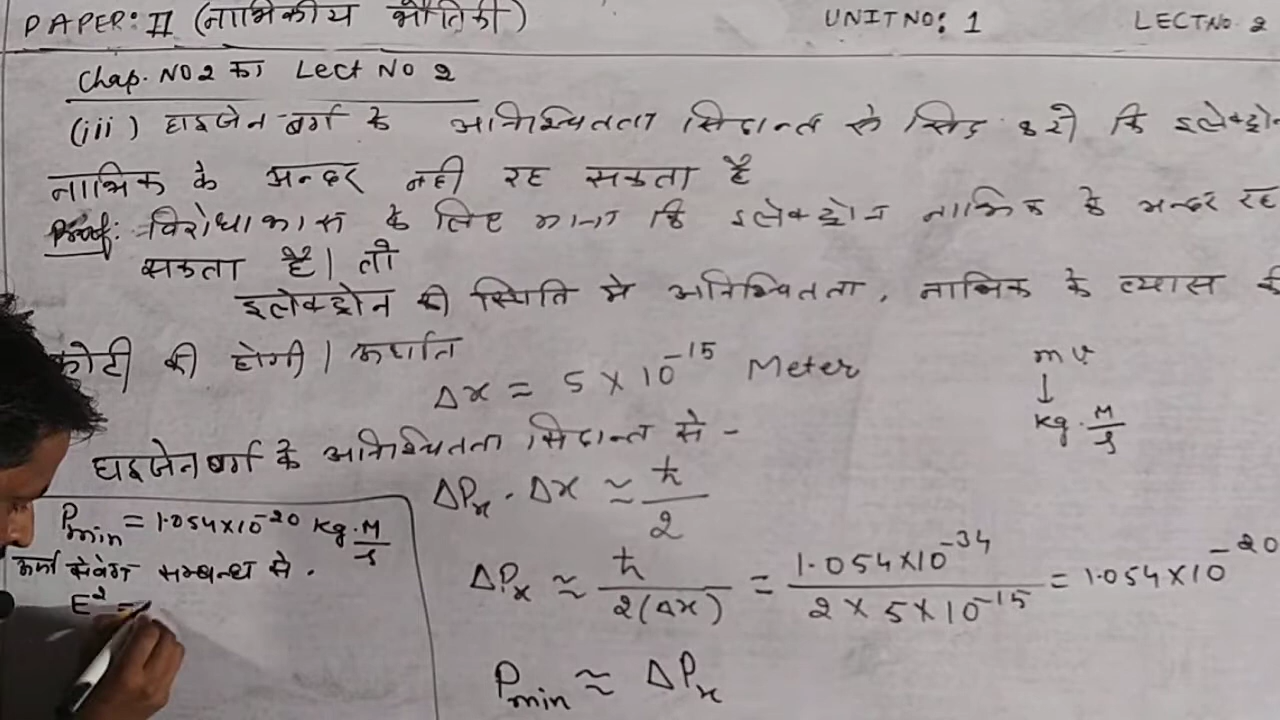 PAPER: II (नाभिकीय भौतिकी) UNIT NO: 1 LECT NO. 2
Chap. NO 2 का Lect NO 2
(iii) हाइजेनबर्ग के अनिश्चितता सिद्धान्त से सिद्ध करो कि इलेक्ट्रोन
नाभिक के अन्दर नही रह सकता है
Proof: विरोधाभास के लिए माना कि इलेक्ट्रोन नाभिक के अन्दर रह
सकता है। तो
इलेक्ट्रोन की स्थिति मे अनिश्चितता, नाभिक के व्यास की
कोटी की होगी। अर्थात
Δx = 5 × 10⁻¹⁵ Meter
mv
↓
kg. M/s
हाइजेनबर्ग के अनिश्चितता सिद्धान्त से -
ΔPₓ . Δx ≃ ℏ/2
ΔPₓ ≃ ℏ/2(Δx) = 1.054×10⁻³⁴/2 × 5 × 10⁻¹⁵ = 1.054 × 10⁻²⁰
P_min ≃ ΔPₓ
P_min = 1.054×10⁻²⁰ kg. M/s
सम्बन्ध से.
E² =